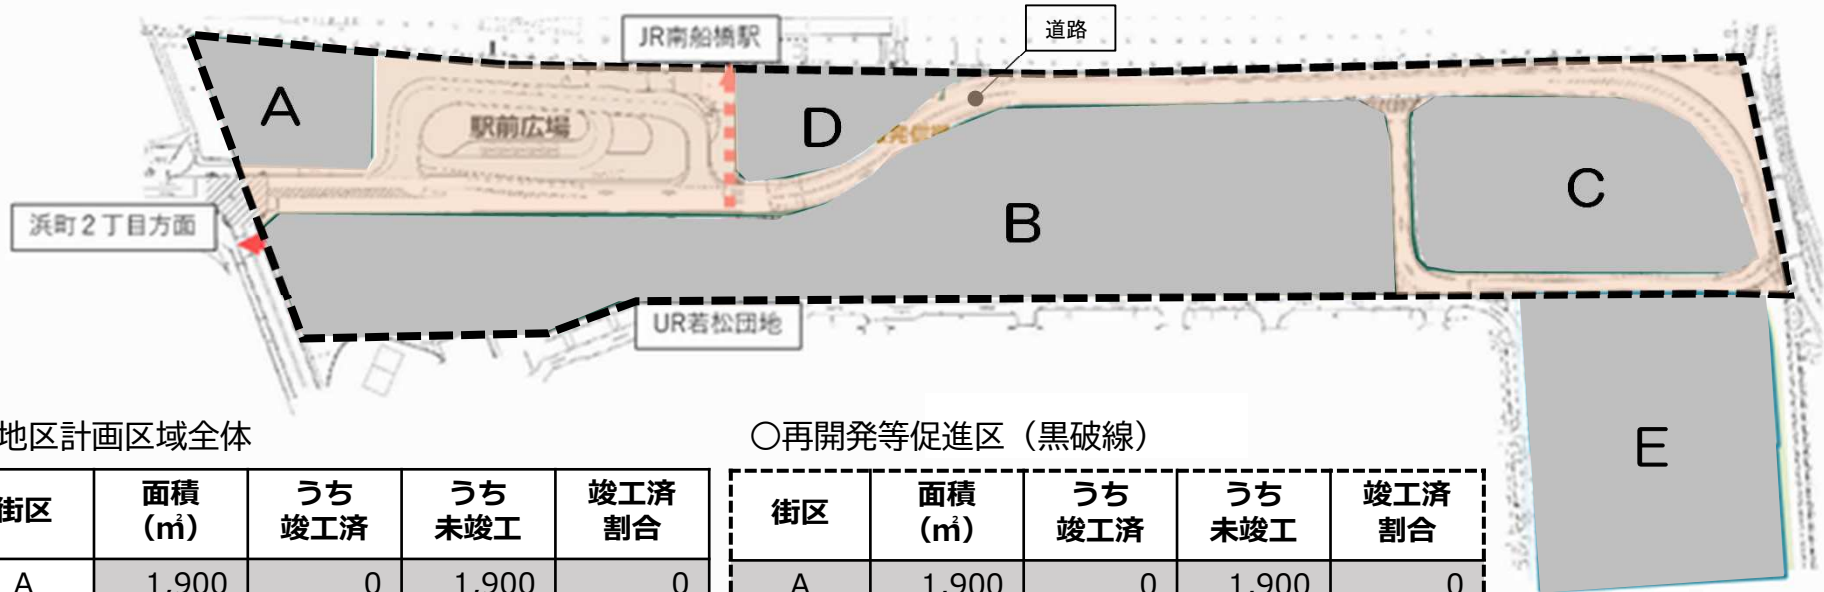 JR南船橋駅
道路
A
駅前広場
D
B
C
浜町2丁目方面
UR若松団地
E
地区計画区域全体
街区 面積(㎡) うち竣工済 うち未竣工 竣工済割合
A 1,900 0 1,900 0
○再開発等促進区（黒破線）
街区 面積(㎡) うち竣工済 うち未竣工 竣工済割合
A 1,900 0 1,900 0